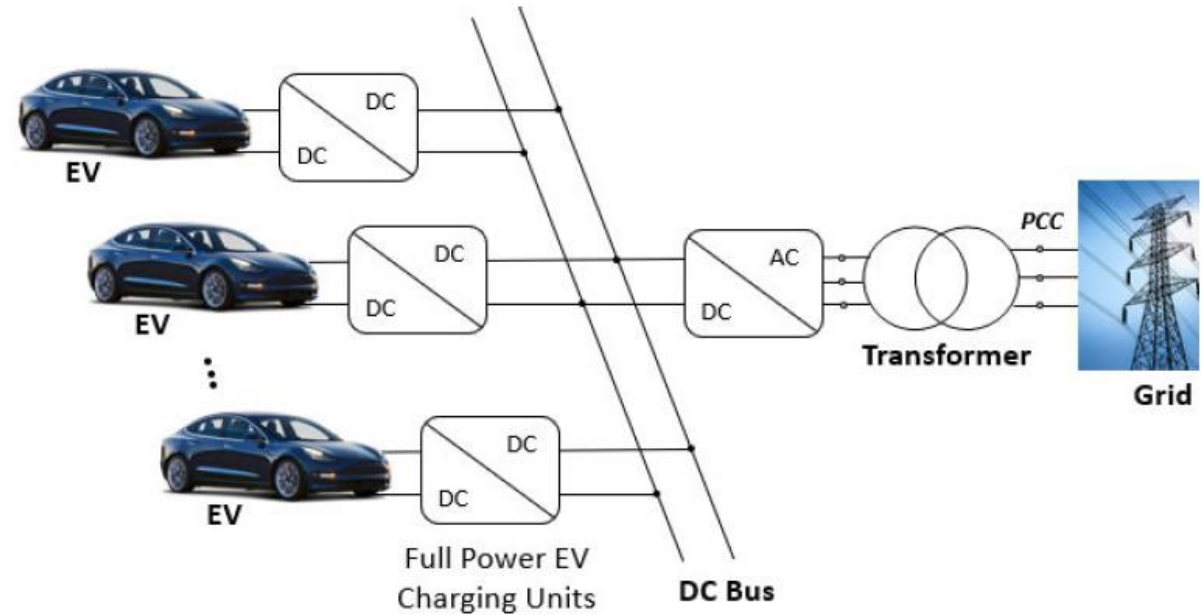 DC
DC
EV
DC
DC
EV
DC
DC
EV
Full Power EV
Charging Units
DC Bus
AC
DC
Transformer
PCC
Grid